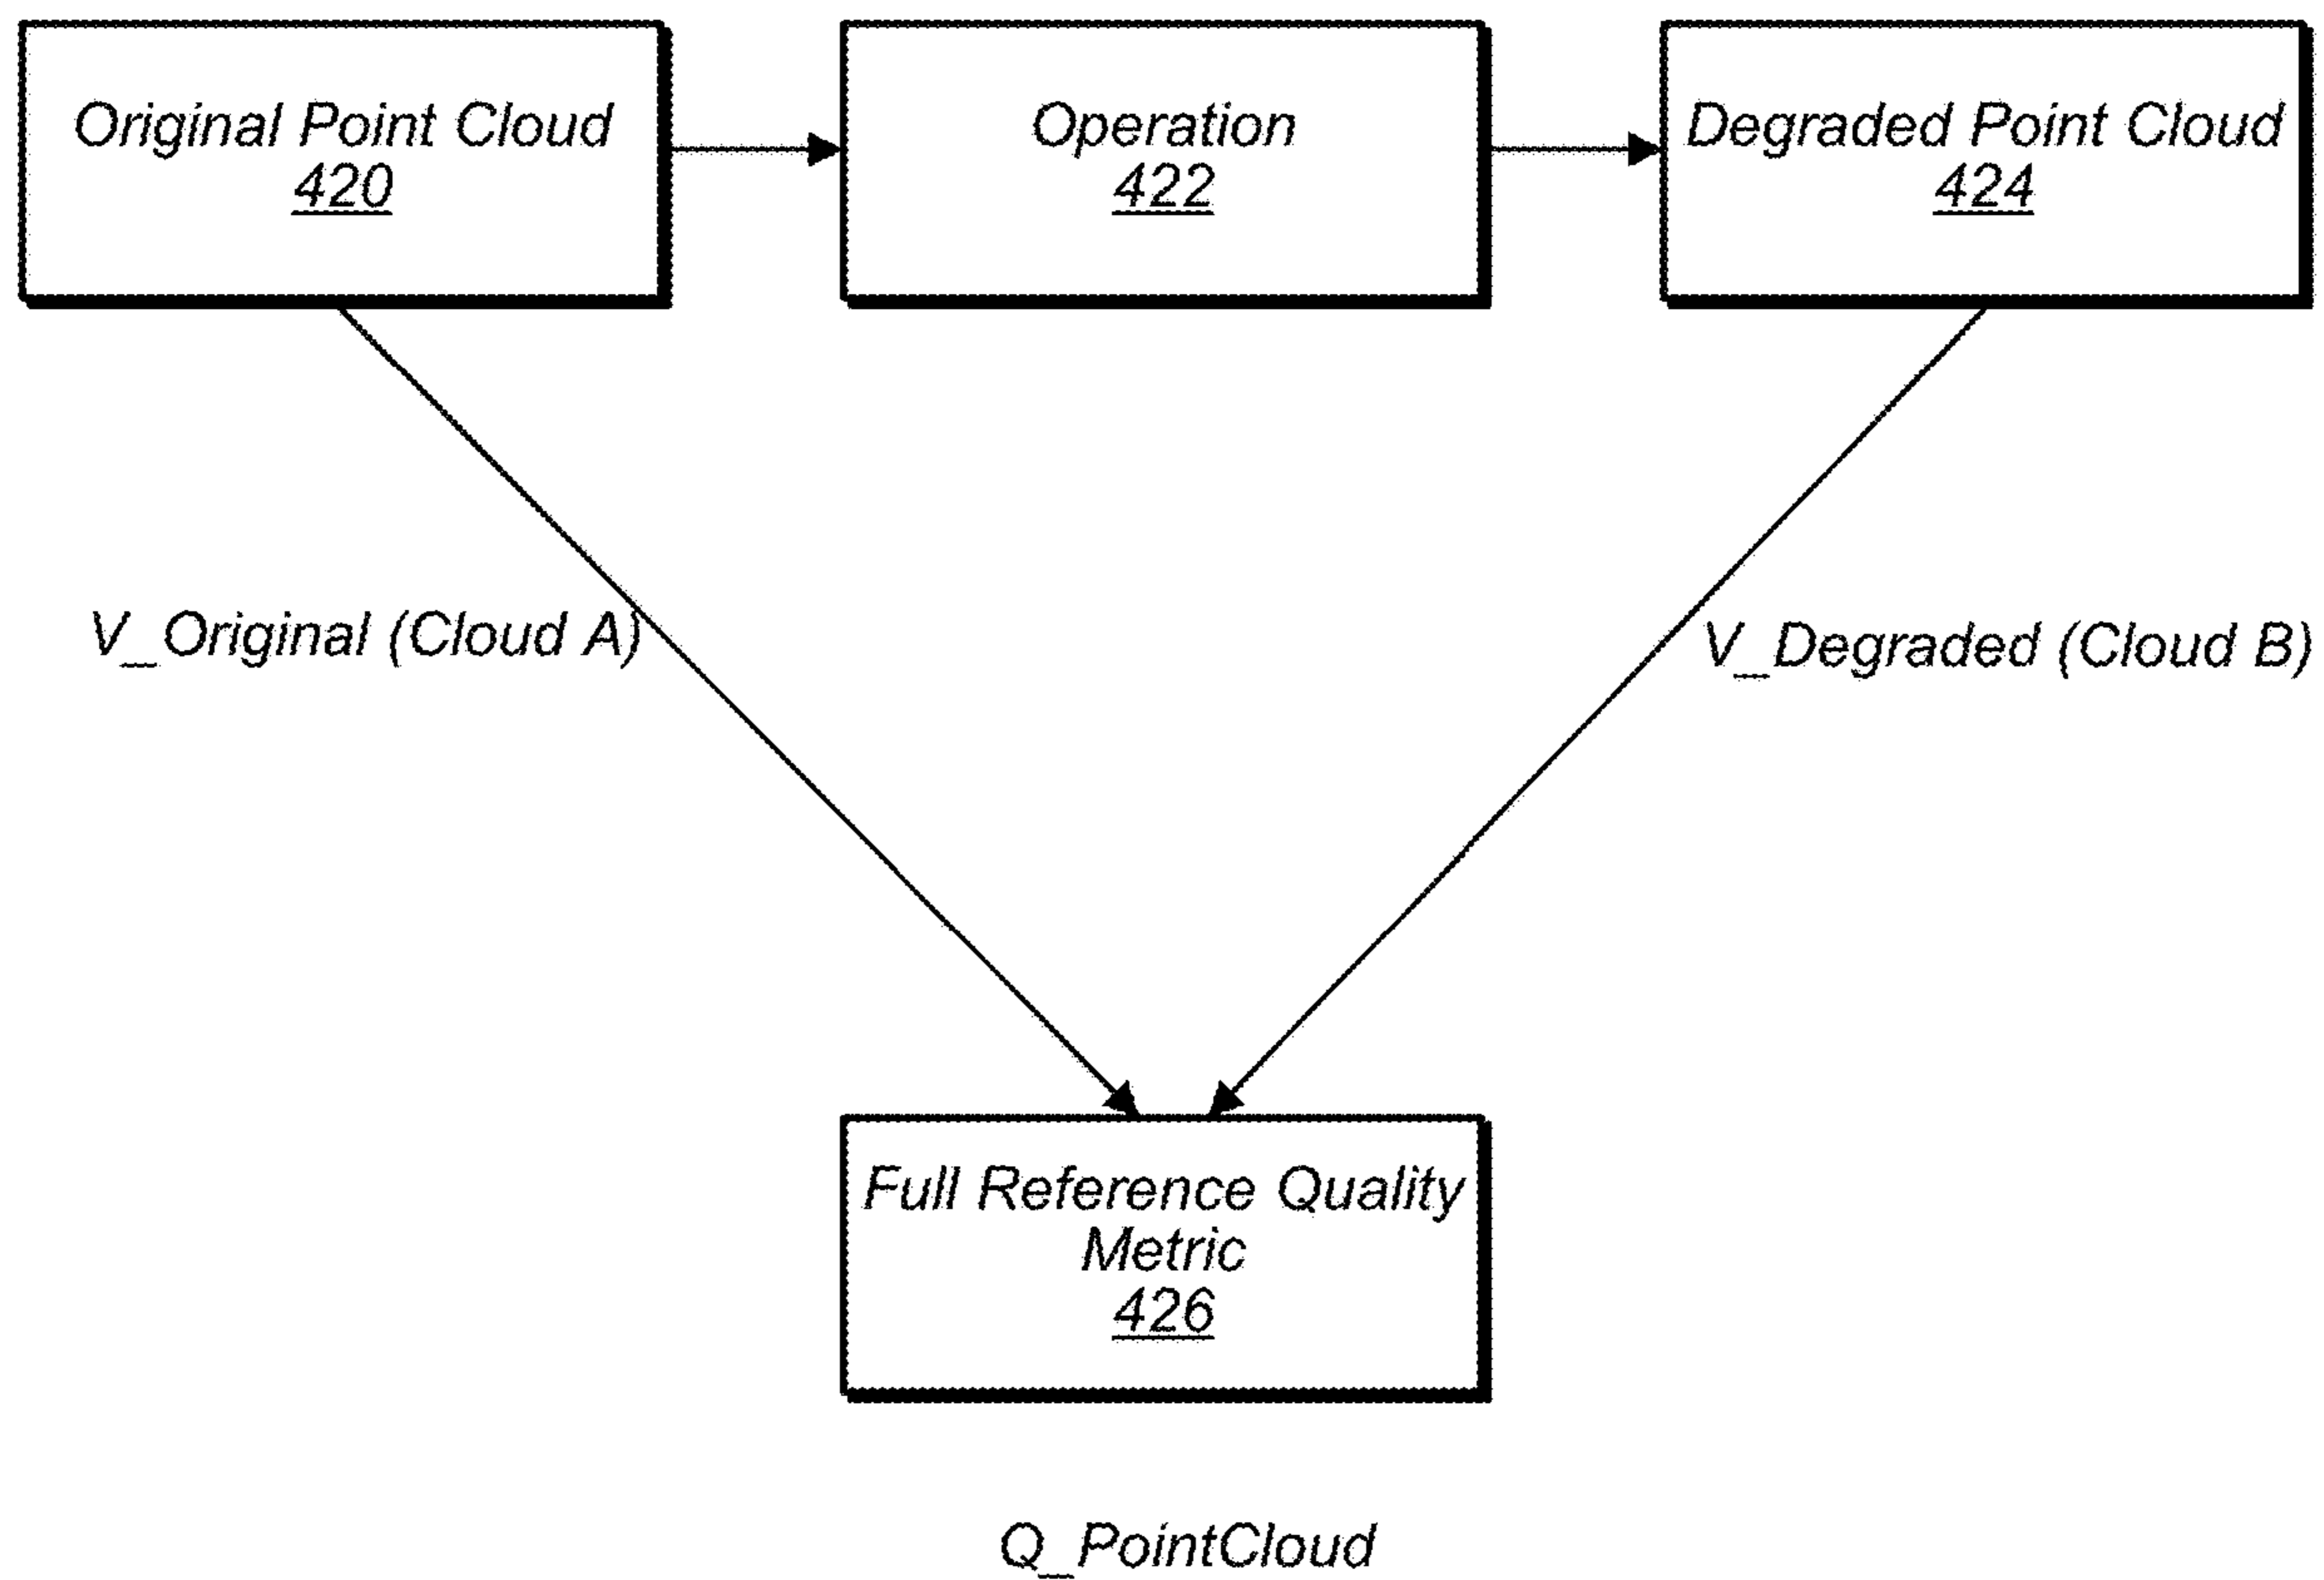 Original Point Cloud
420
Operation
422
Degraded Point Cloud
424
V_Original (Cloud A)
V_Degraded (Cloud B)
Full Reference Quality
Metric
426
Q_PointCloud